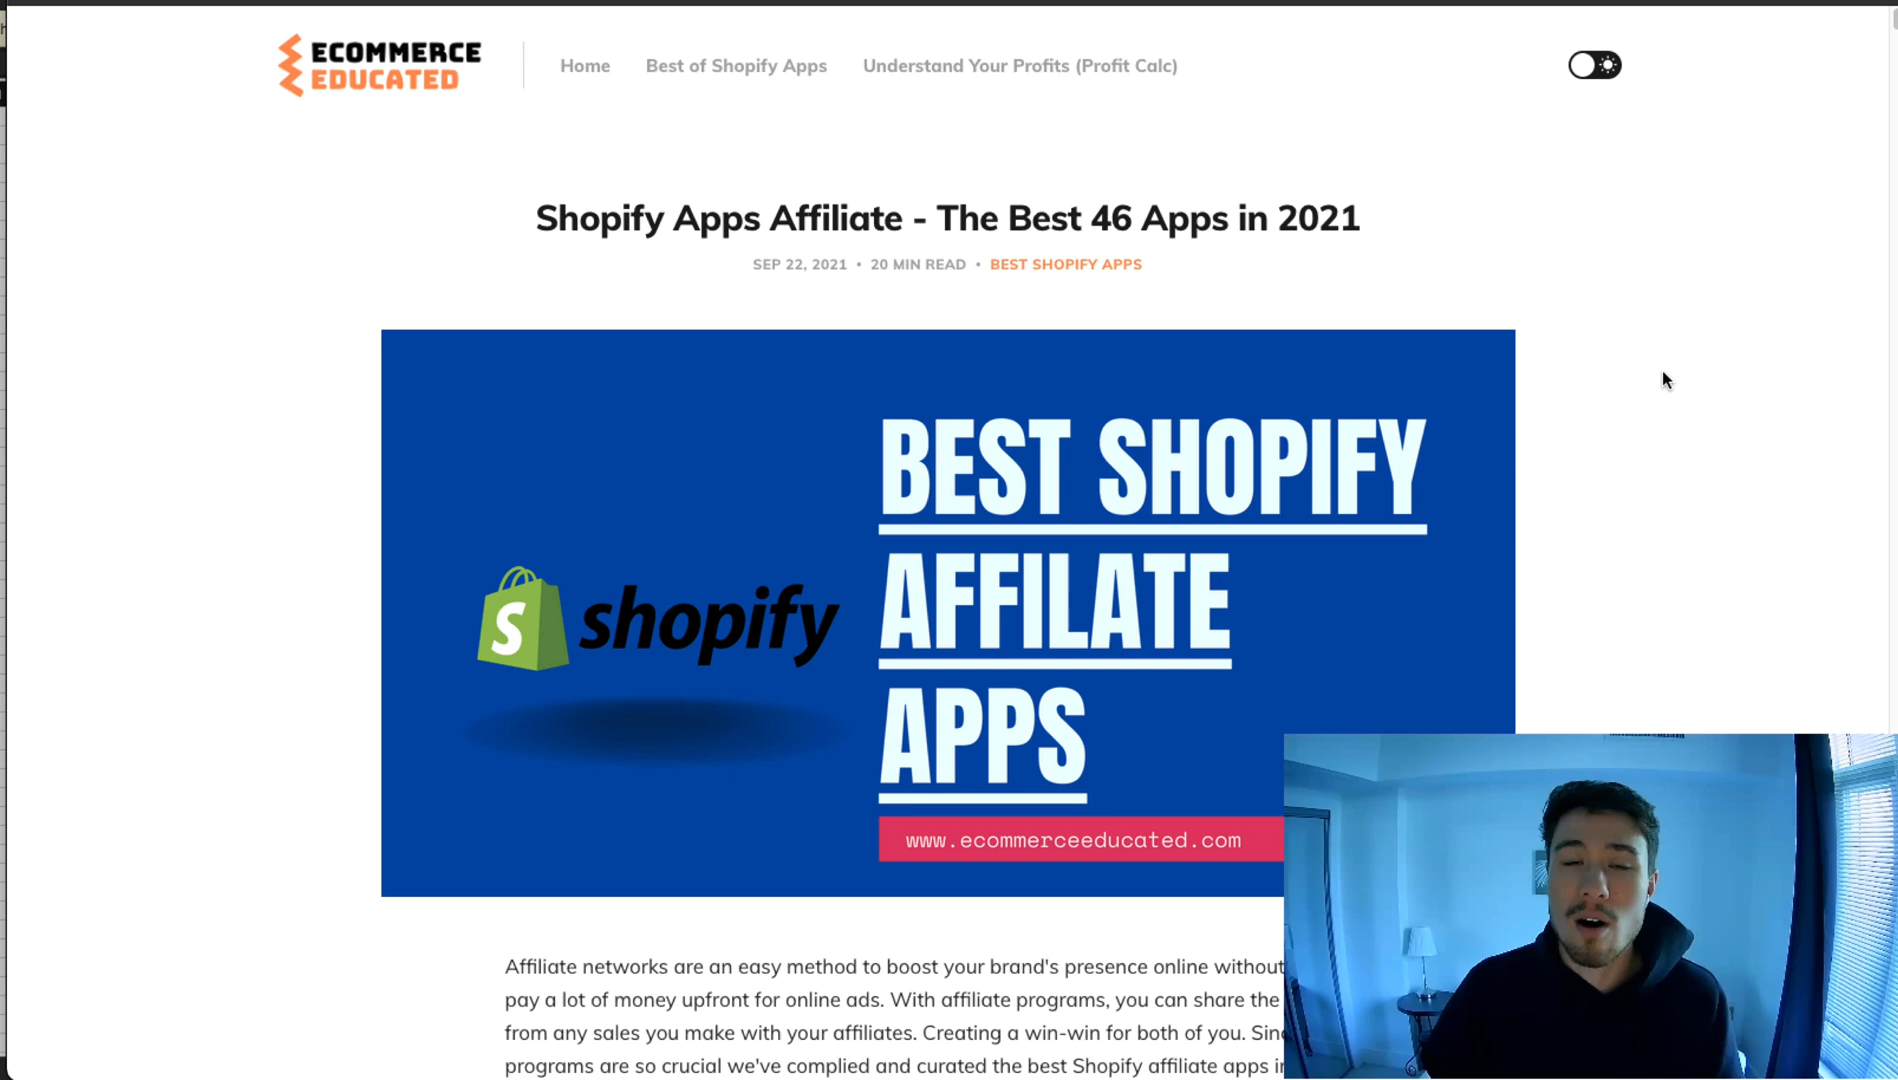 ECOMMERCE
EDUCATED
Home
Best of Shopify Apps
Understand Your Profits (Profit Calc)
Shopify Apps Affiliate - The Best 46 Apps in 2021
SEP 22, 2021 • 20 MIN READ • BEST SHOPIFY APPS
BEST SHOPIFY
AFFILATE
APPS
S shopify
www.ecommerceeducated.com
Affiliate networks are an easy method to boost your brand's presence online without
pay a lot of money upfront for online ads. With affiliate programs, you can share the
from any sales you make with your affiliates. Creating a win-win for both of you.
programs are so crucial we've complied and curated the best Shopify affiliate apps